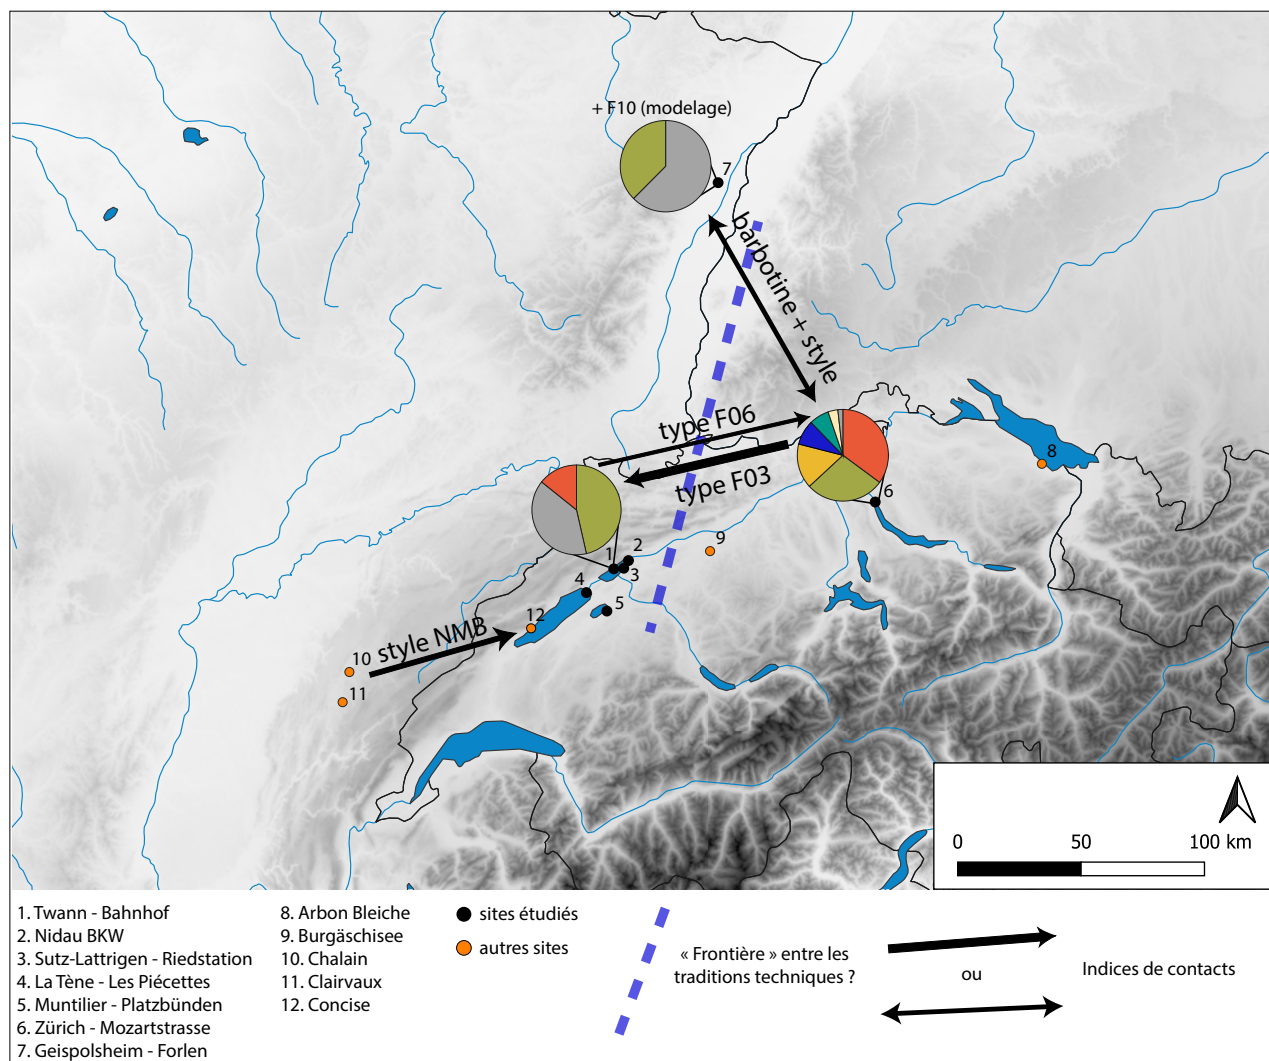 + F10 (modelage)
7
barbotine + style
type F06
type F03
8
6
9
1
2
3
4
5
12
style NMB
10
11
0 50 100 km
1. Twann - Bahnhof
2. Nidau BKW
3. Sutz-Lattrigen - Riedstation
4. La Tène - Les Piécettes
5. Muntilier - Platzbünden
6. Zürich - Mozartstrasse
7. Geispolsheim - Forlen
8. Arbon Bleiche
9. Burgäschisee
10. Chalain
11. Clairvaux
12. Concise
sites étudiés
autres sites
« Frontière » entre les
traditions techniques ?
ou
Indices de contacts